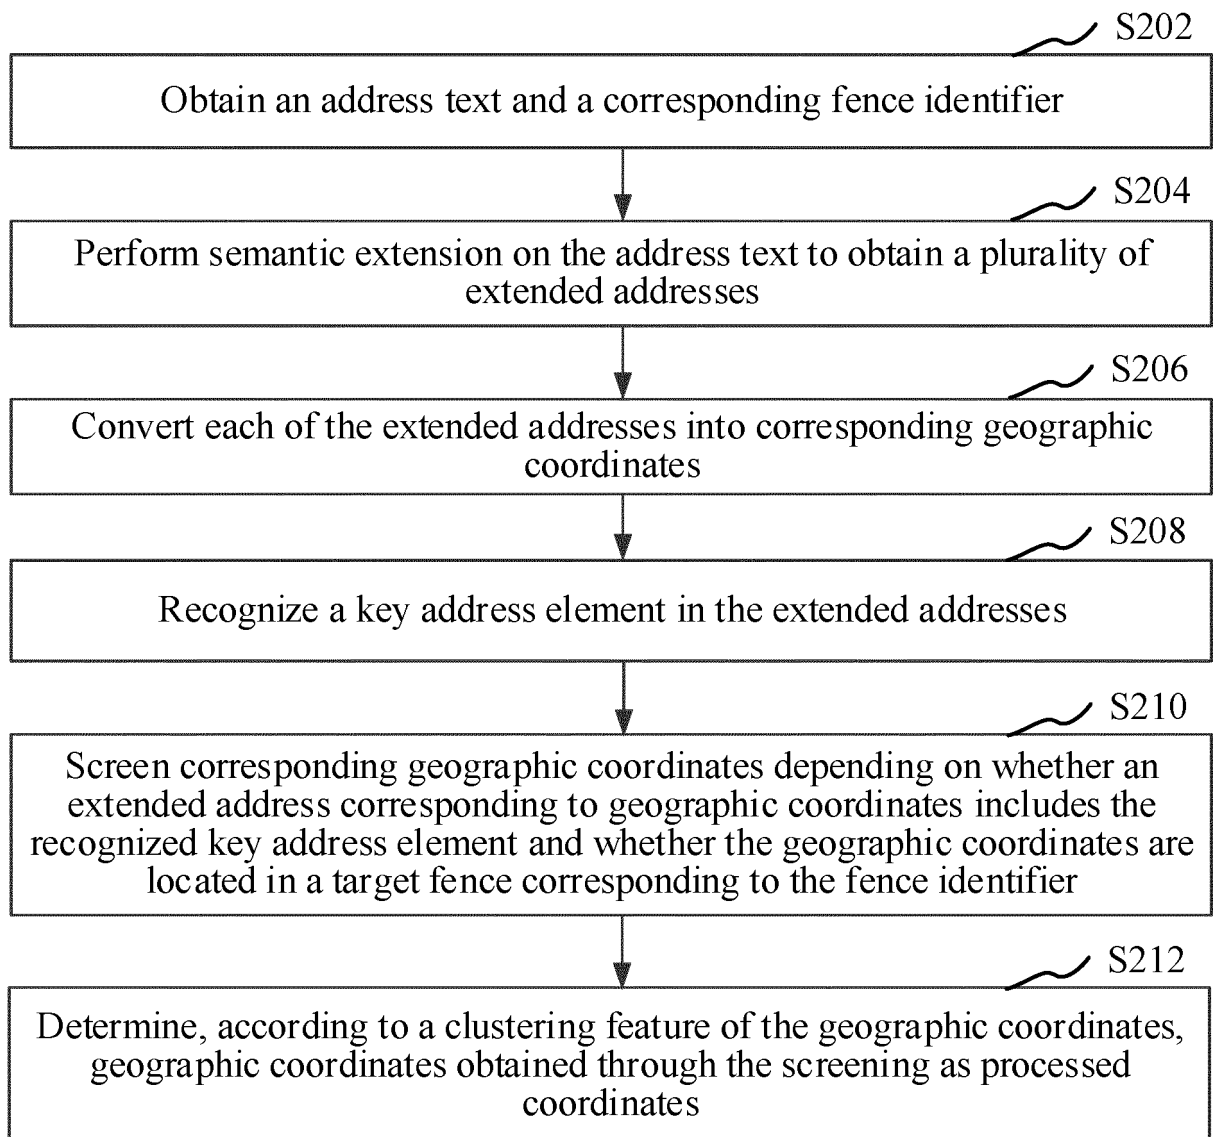 S202
Obtain an address text and a corresponding fence identifier
S204
Perform semantic extension on the address text to obtain a plurality of
extended addresses
S206
Convert each of the extended addresses into corresponding geographic
coordinates
S208
Recognize a key address element in the extended addresses
S210
Screen corresponding geographic coordinates depending on whether an
extended address corresponding to geographic coordinates includes the
recognized key address element and whether the geographic coordinates are
located in a target fence corresponding to the fence identifier
S212
Determine, according to a clustering feature of the geographic coordinates,
geographic coordinates obtained through the screening as processed
coordinates